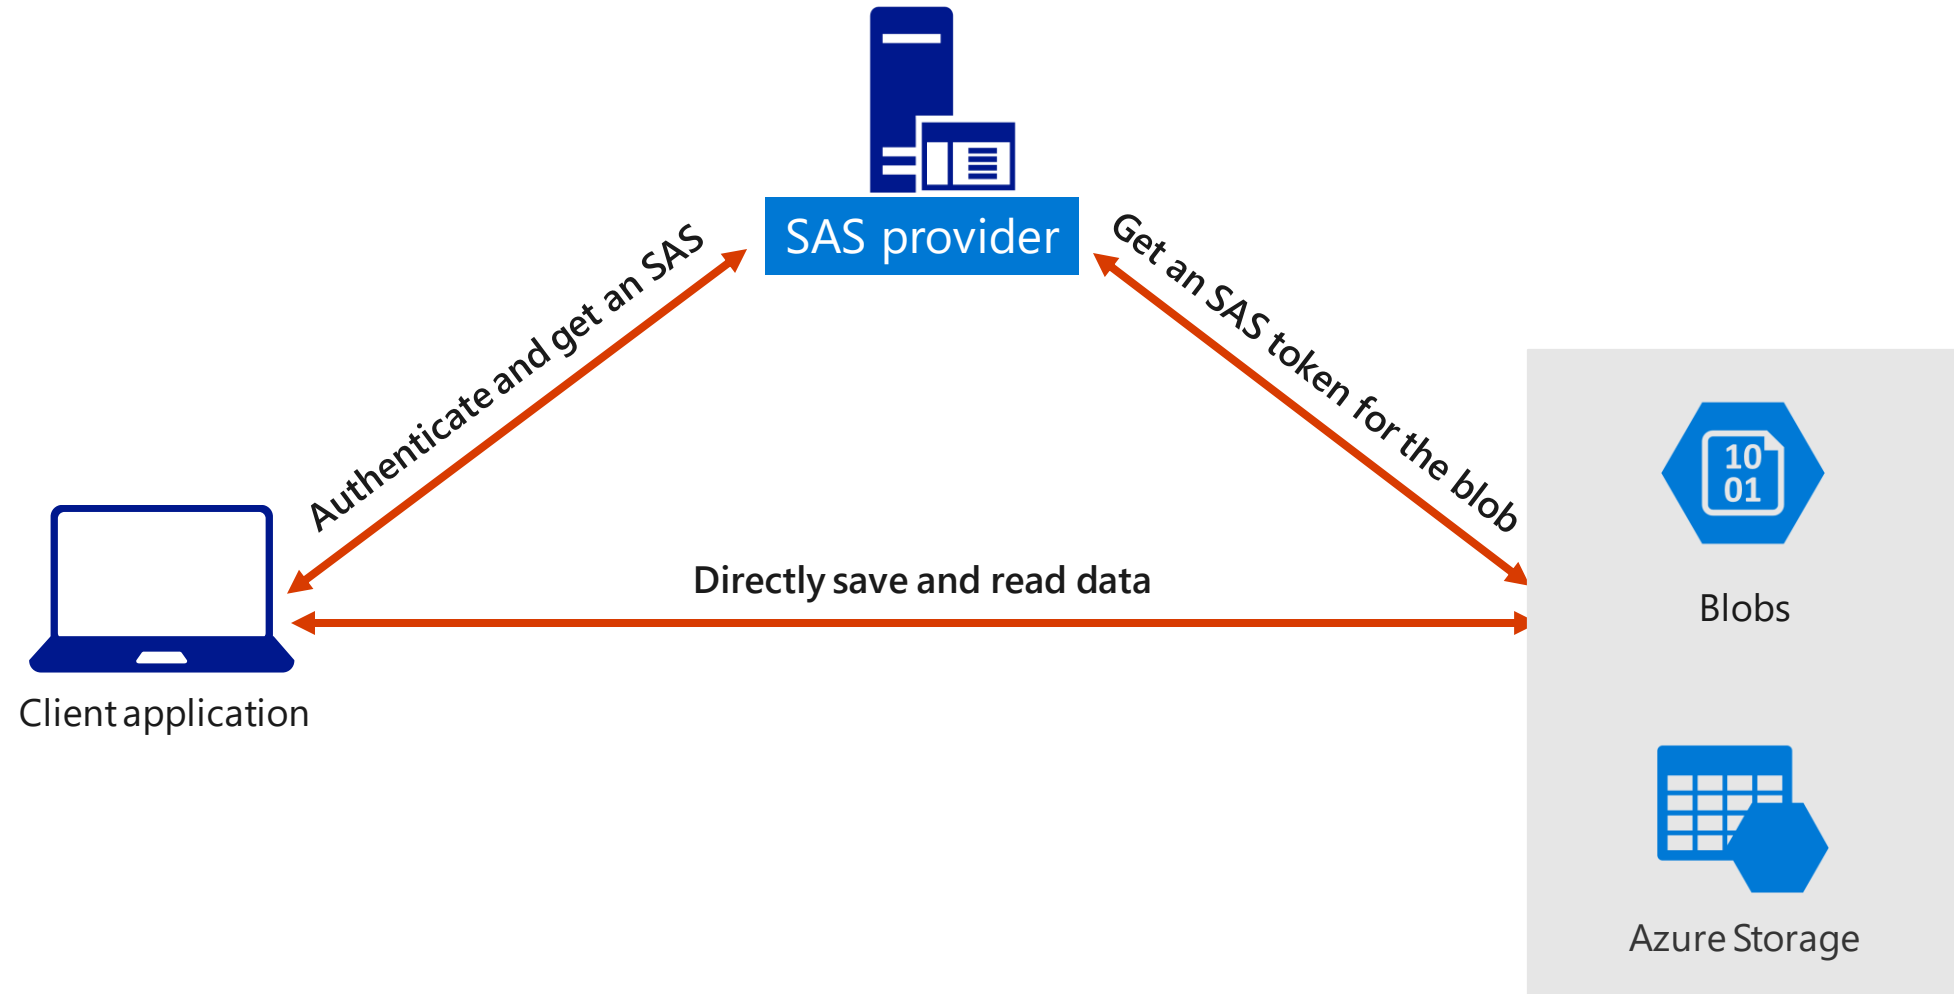 SAS provider
Authenticate and get an SAS
Get an SAS token for the blob
10
01
Directly save and read data
Blobs
Client application
Azure Storage